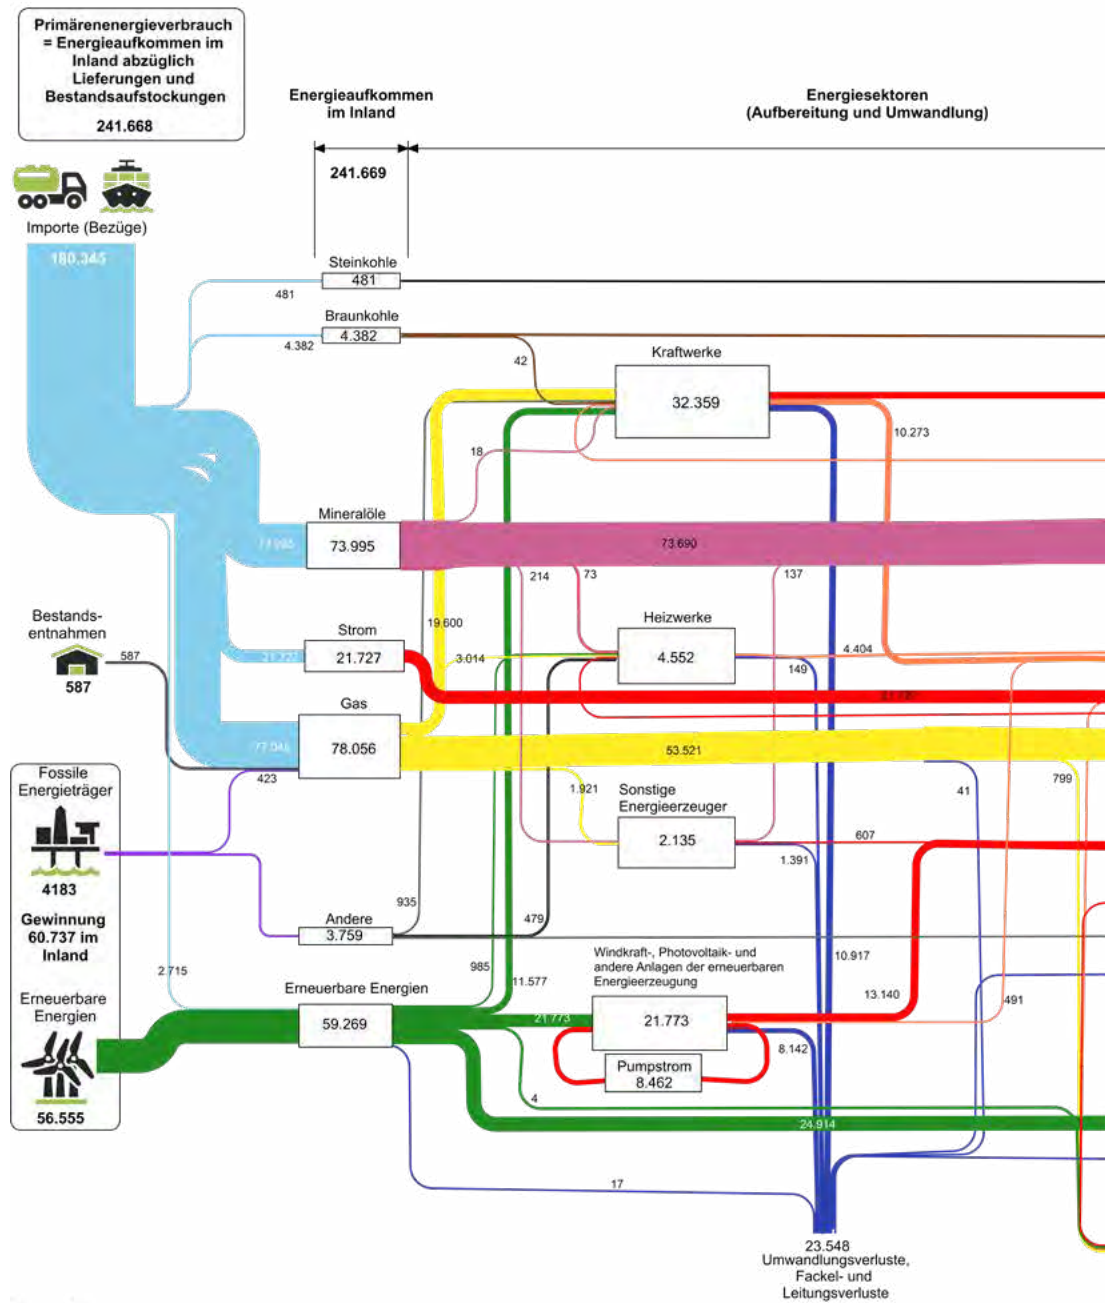 Primärenenergieverbrauch
= Energieaufkommen im
Inland abzüglich
Lieferungen und
Bestandsaufstockungen
241.668
Energieaufkommen
im Inland
Energiesektoren
(Aufbereitung und Umwandlung)
241.669
Importe (Bezüge)
180.345
Steinkohle
481
481
Braunkohle
4.382
4.382
42
Kraftwerke
32.359
10.273
18
Mineralöle
73.995
73.995
73.690
214
73
137
Bestands-
entnahmen
587
587
19.600
Heizwerke
4.552
4.404
149
Strom
21.727
3.014
Gas
78.056
53.521
423
41
799
Fossile
Energieträger
4183
1.921
Sonstige
Energieerzeuger
2.135
607
1.391
Gewinnung
60.737 im
Inland
935
479
Andere
3.759
Windkraft-, Photovoltaik- und
andere Anlagen der erneuerbaren
Energieerzeugung
10.917
2.715
985
11.577
13.140
491
Erneuerbare Energien
59.269
21.773
21.773
8.142
Erneuerbare
Energien
56.555
Pumpstrom
8.462
4
24.914
17
23.548
Umwandlungsverluste,
Fackel- und
Leitungsverluste